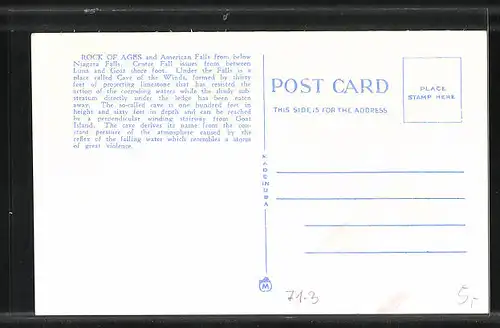 ROCK OF AGES and American Falls from below
Niagara Falls. Center Fall issues from between
Luna and Goat shore feet. Under the Falls is a
place called Cave of the Winds, formed by thirty
feet of projecting limestone that has resisted the
action of the corroding waters while the shady sub-
stratum directly under the ledge has been eaten
away. The so-called cave is one hundred feet in
height and sixty feet in depth and can be reached
by a perpendicular winding stairway from Goat
Island. The cave derives its name from the con-
stant pressure of the atmosphere caused by the
reflex of the falling water which resembles a storm
of great violence.
POST CARD
THIS SIDE IS FOR THE ADDRESS
PLACE
STAMP HERE
MADE IN USA
M
71-3
5,-